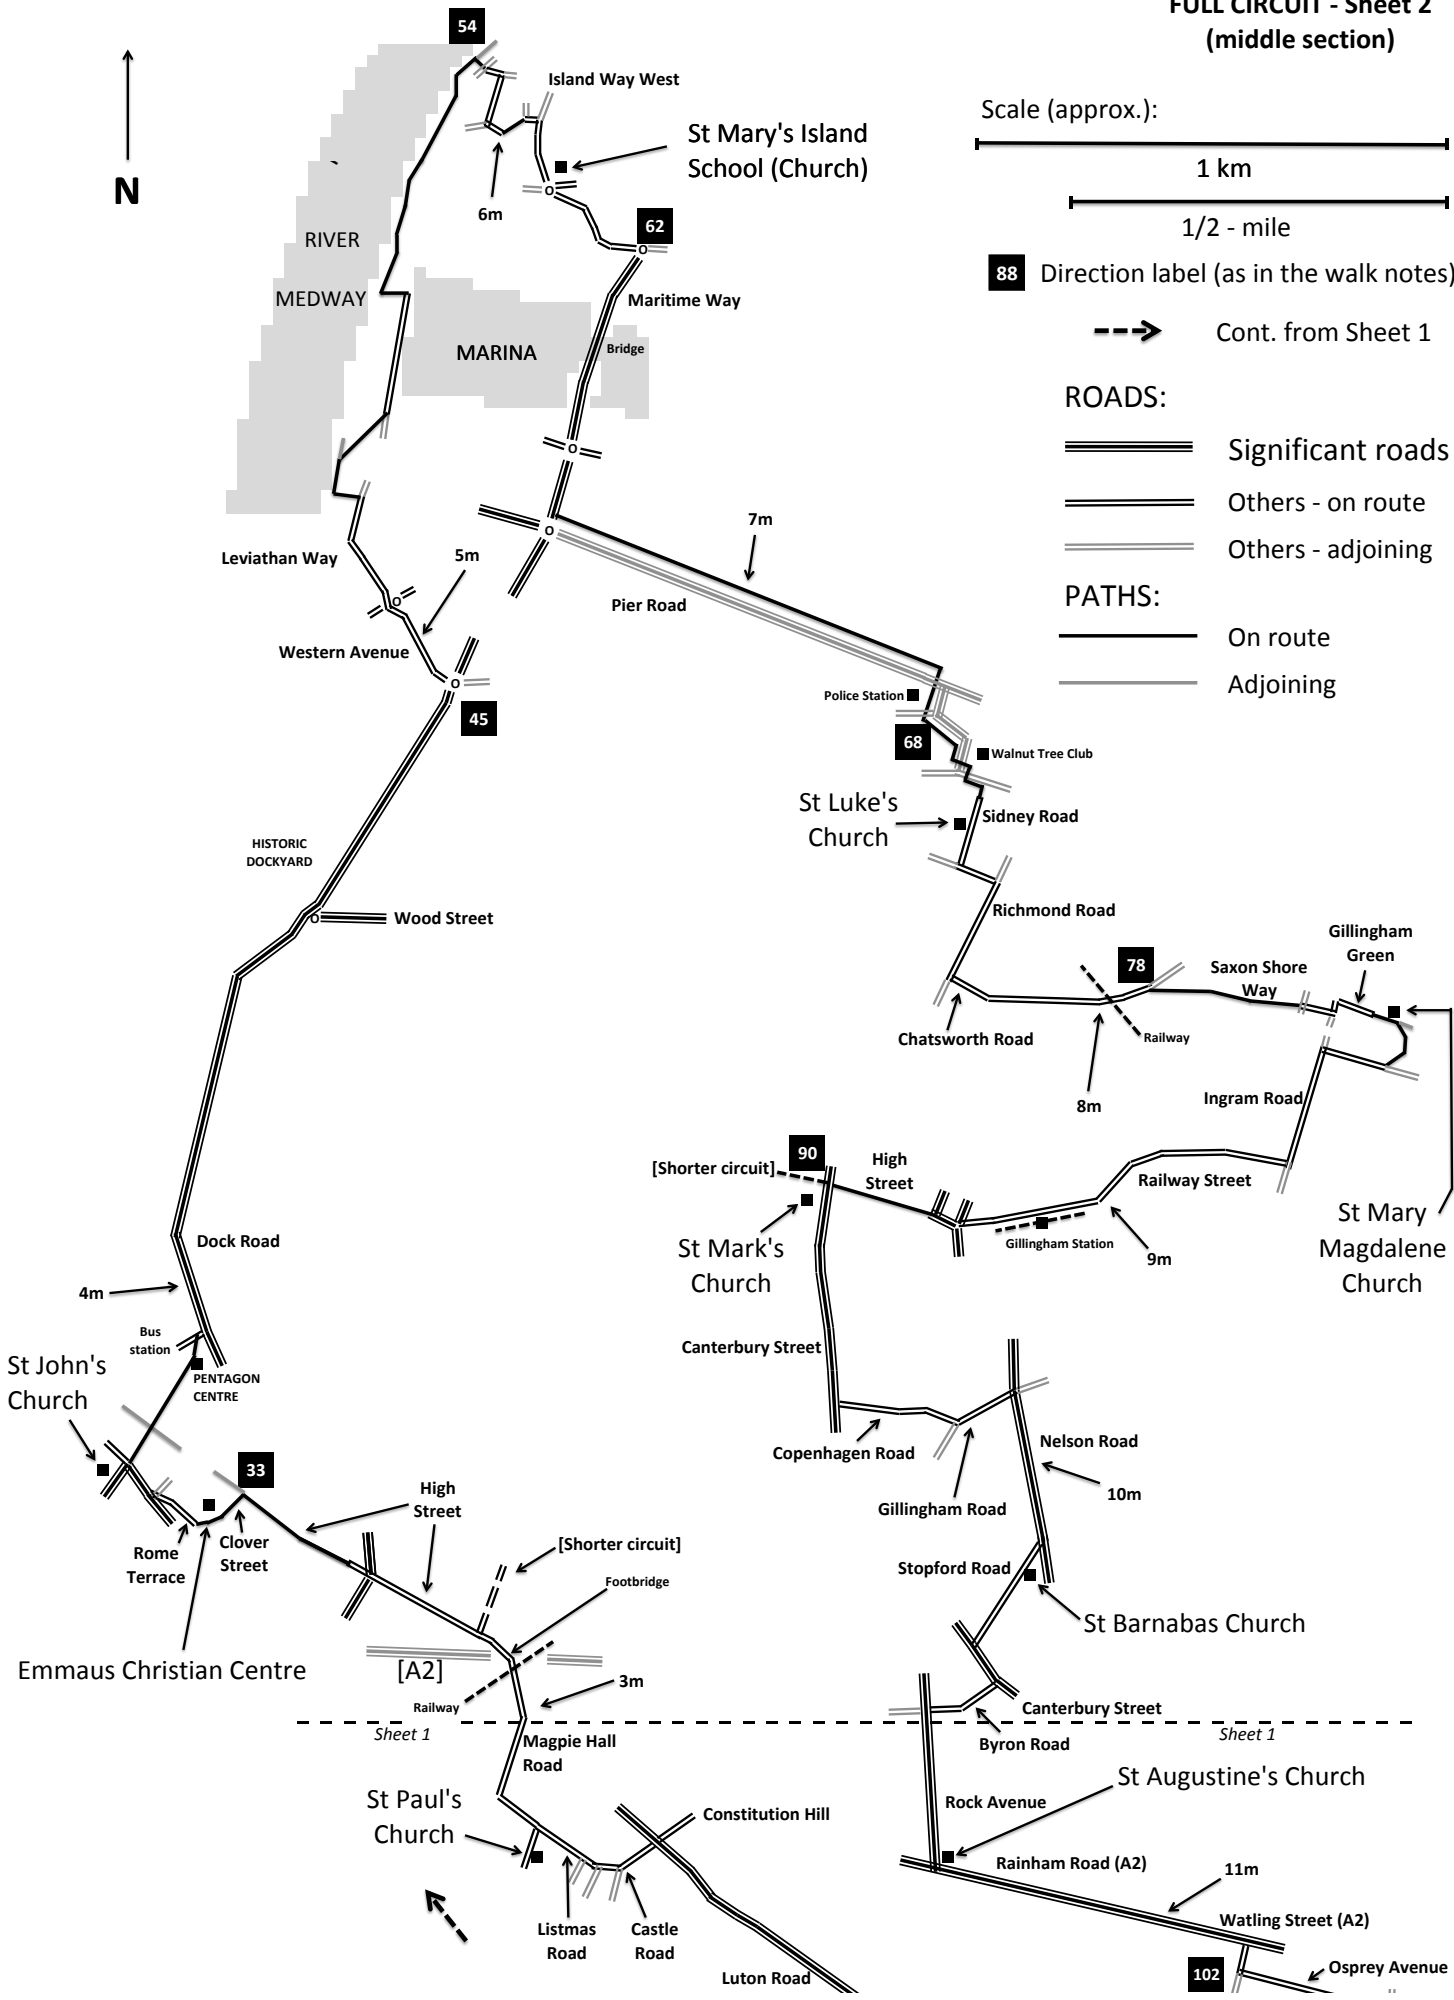 FULL CIRCUIT - Sheet 2
(middle section)
54
Island Way West
Scale (approx.):
St Mary's Island
School (Church)
1 km
N
6m
62
1/2 - mile
RIVER
MEDWAY
88 Direction label (as in the walk notes)
Maritime Way
Cont. from Sheet 1
MARINA
Bridge
ROADS:
Significant roads
Others - on route
Others - adjoining
7m
Leviathan Way
5m
Pier Road
PATHS:
On route
Adjoining
Western Avenue
Police Station
45
68
Walnut Tree Club
St Luke's
Church
Sidney Road
HISTORIC
DOCKYARD
Wood Street
Richmond Road
Gillingham
Green
78
Saxon Shore
Way
Chatsworth Road
Railway
8m
Ingram Road
90
[Shorter circuit]
High
Street
Railway Street
St Mary
Magdalene
Church
Dock Road
St Mark's
Church
Gillingham Station
9m
4m
Bus
station
Canterbury Street
St John's
Church
PENTAGON
CENTRE
Copenhagen Road
Nelson Road
33
High
Street
Gillingham Road
10m
Rome
Terrace
Clover
Street
[Shorter circuit]
Footbridge
Stopford Road
St Barnabas Church
Emmaus Christian Centre
[A2]
Railway
3m
Canterbury Street
Sheet 1
Sheet 1
Magpie Hall
Road
Byron Road
St Augustine's Church
St Paul's
Church
Constitution Hill
Rock Avenue
Rainham Road (A2)
11m
Listmas
Road
Castle
Road
Watling Street (A2)
Luton Road
102
Osprey Avenue
O
O
O
O
O
O
O